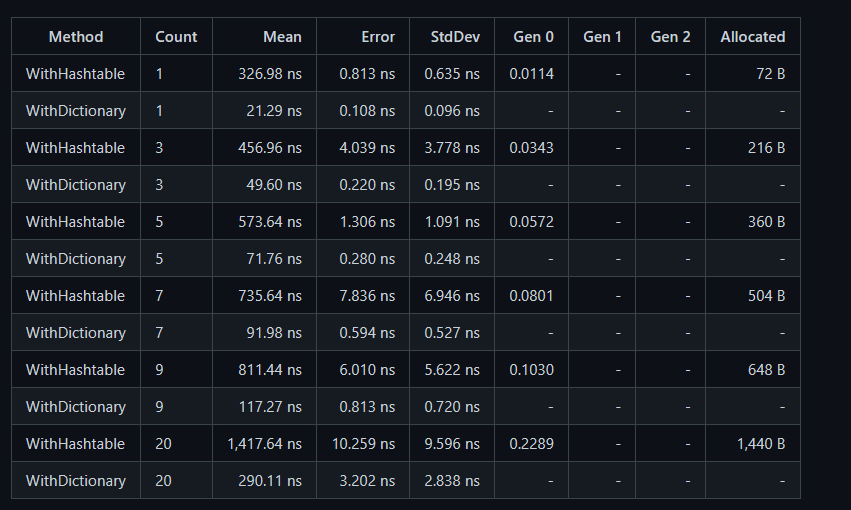 Method Count Mean Error StdDev Gen 0 Gen 1 Gen 2 Allocated
WithHashtable 1 326.98 ns 0.813 ns 0.635 ns 0.0114 - - 72 B
WithDictionary 1 21.29 ns 0.108 ns 0.096 ns - - - -
WithHashtable 3 456.96 ns 4.039 ns 3.778 ns 0.0343 - - 216 B
WithDictionary 3 49.60 ns 0.220 ns 0.195 ns - - - -
WithHashtable 5 573.64 ns 1.306 ns 1.091 ns 0.0572 - - 360 B
WithDictionary 5 71.76 ns 0.280 ns 0.248 ns - - - -
WithHashtable 7 735.64 ns 7.836 ns 6.946 ns 0.0801 - - 504 B
WithDictionary 7 91.98 ns 0.594 ns 0.527 ns - - - -
WithHashtable 9 811.44 ns 6.010 ns 5.622 ns 0.1030 - - 648 B
WithDictionary 9 117.27 ns 0.813 ns 0.720 ns - - - -
WithHashtable 20 1,417.64 ns 10.259 ns 9.596 ns 0.2289 - - 1,440 B
WithDictionary 20 290.11 ns 3.202 ns 2.838 ns - - - -